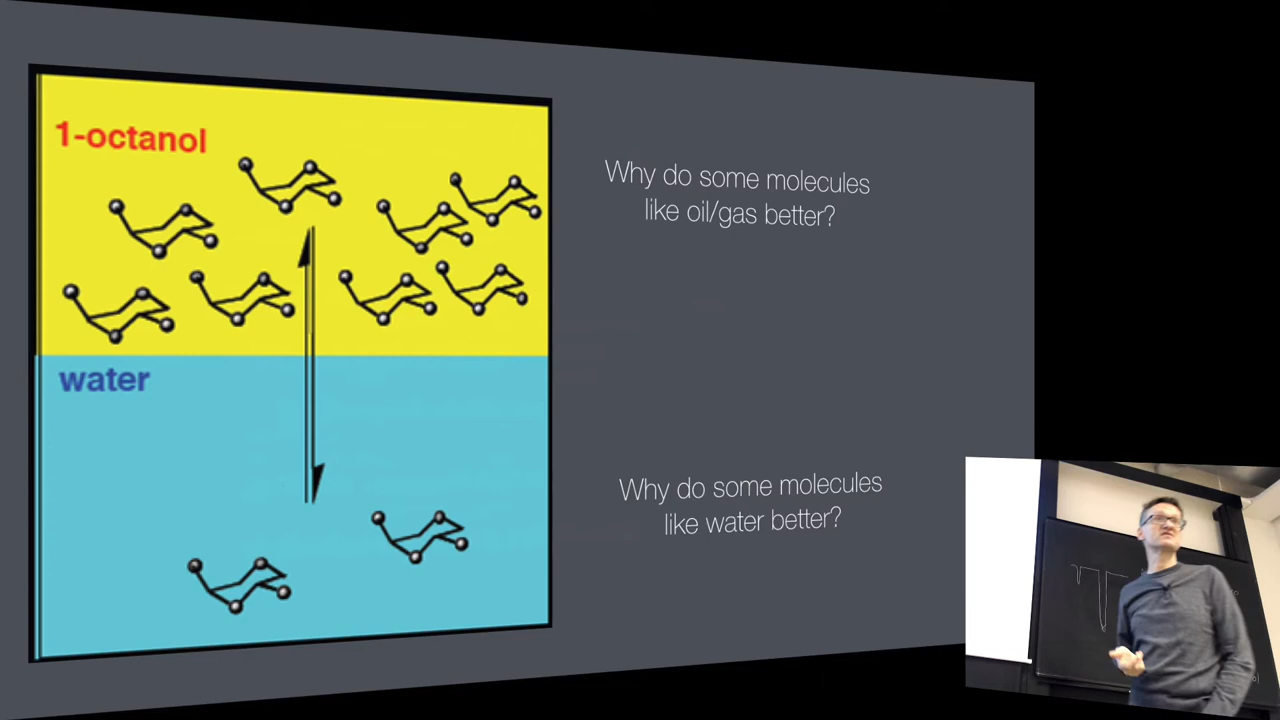 1-octanol
Why do some molecules
like oil/gas better?
water
Why do some molecules
like water better?